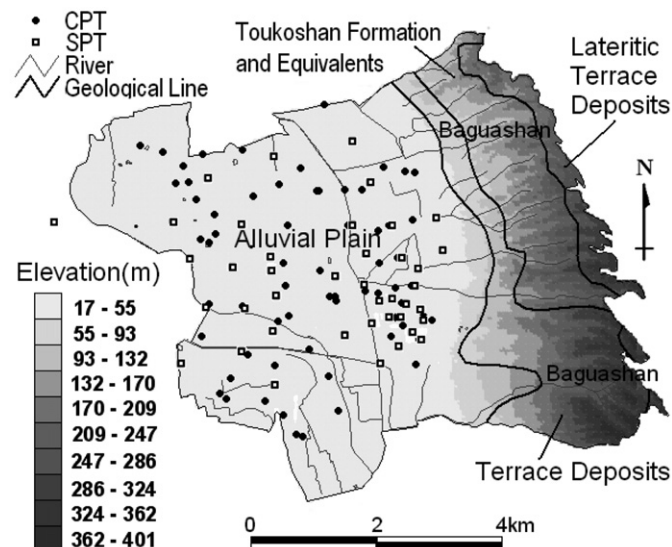 CPT
SPT
River
Geological Line
Toukoshan Formation
and Equivalents
Lateritic
Terrace
Deposits
Baguashan
N
Alluvial Plain
Elevation(m)
17 - 55
55 - 93
93 - 132
132 - 170
170 - 209
209 - 247
247 - 286
286 - 324
324 - 362
362 - 401
Baguashan
Terrace Deposits
0 2 4km